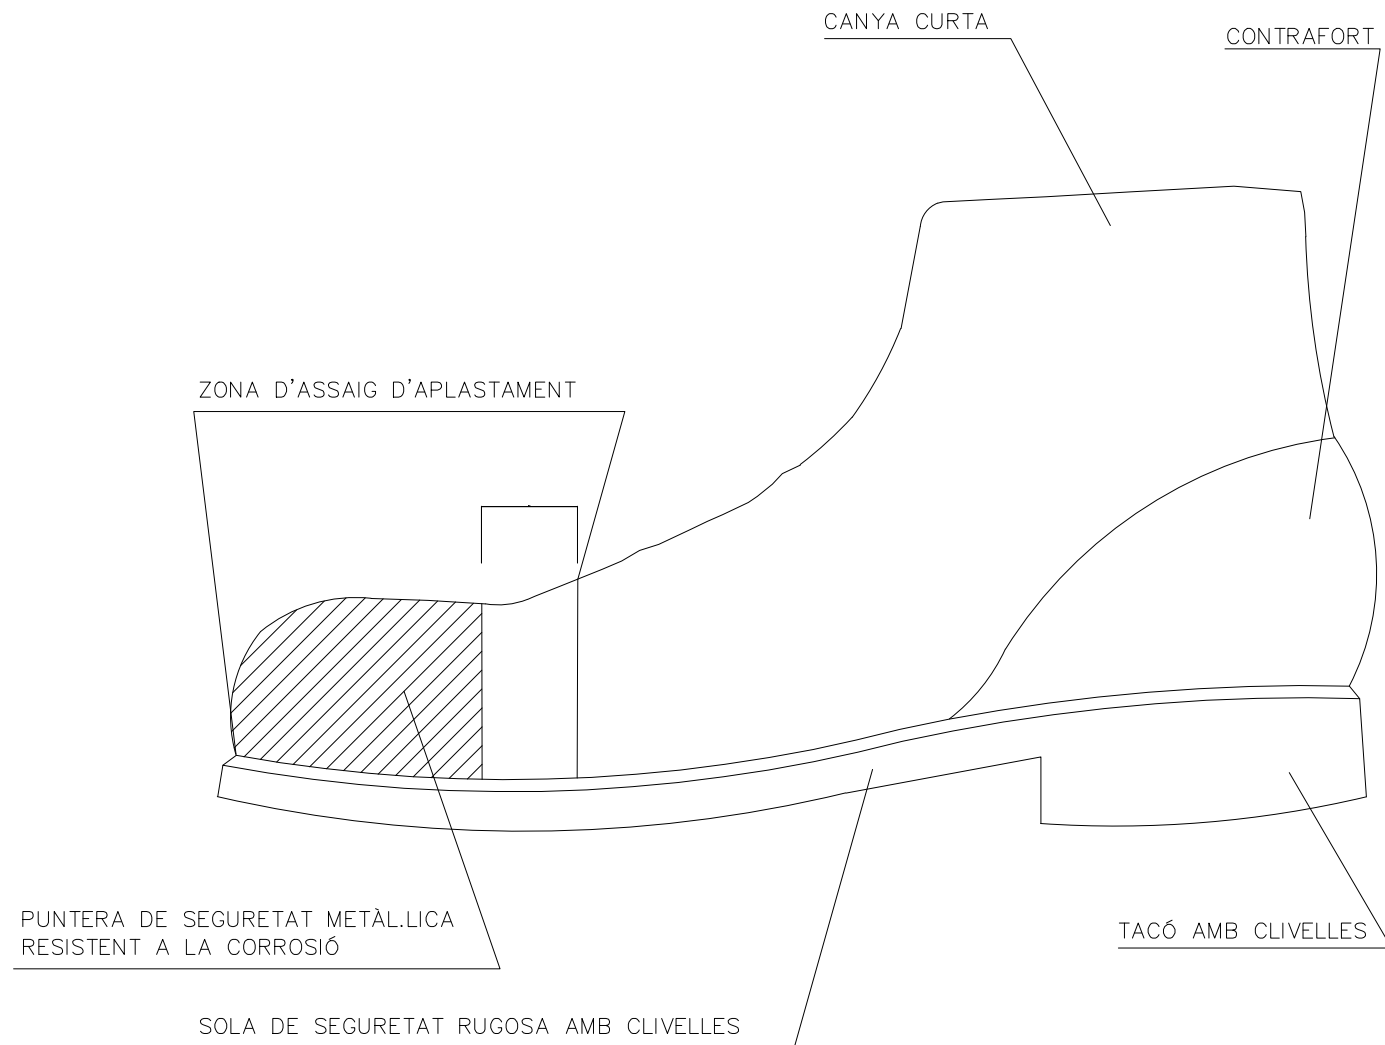 CANYA CURTA
CONTRAFORT
ZONA D'ASSAIG D'APLASTAMENT
PUNTERA DE SEGURETAT METÀL.LICA
RESISTENT A LA CORROSIÓ
TACÓ AMB CLIVELLES
SOLA DE SEGURETAT RUGOSA AMB CLIVELLES